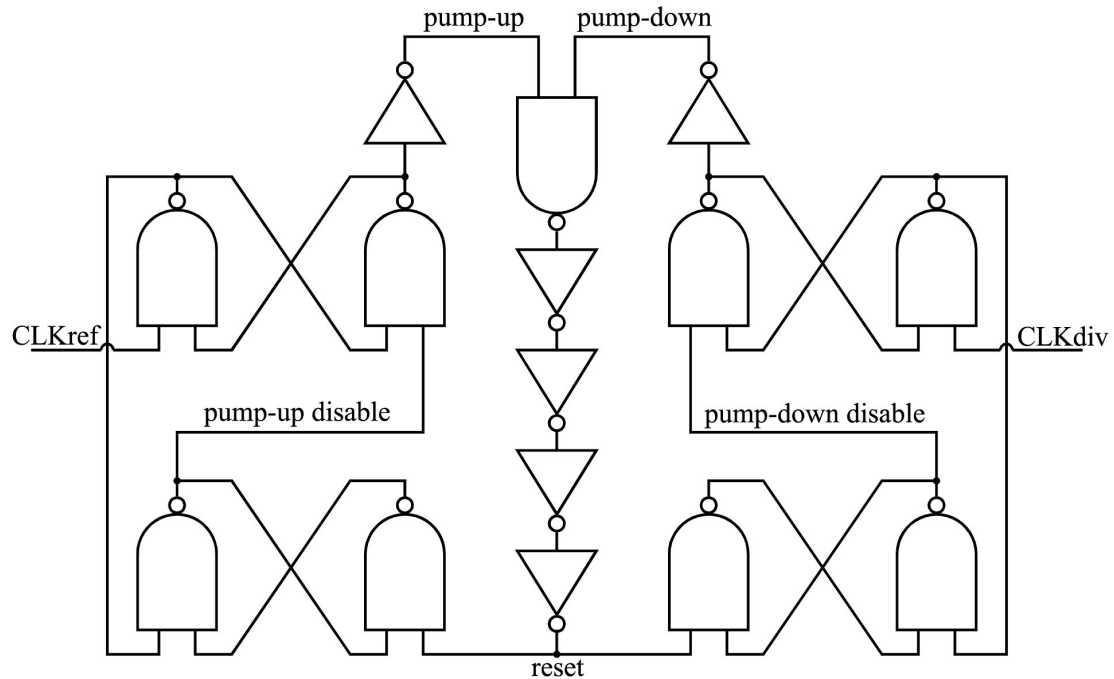 pump-up
pump-down
CLKref
CLKdiv
pump-up disable
pump-down disable
reset